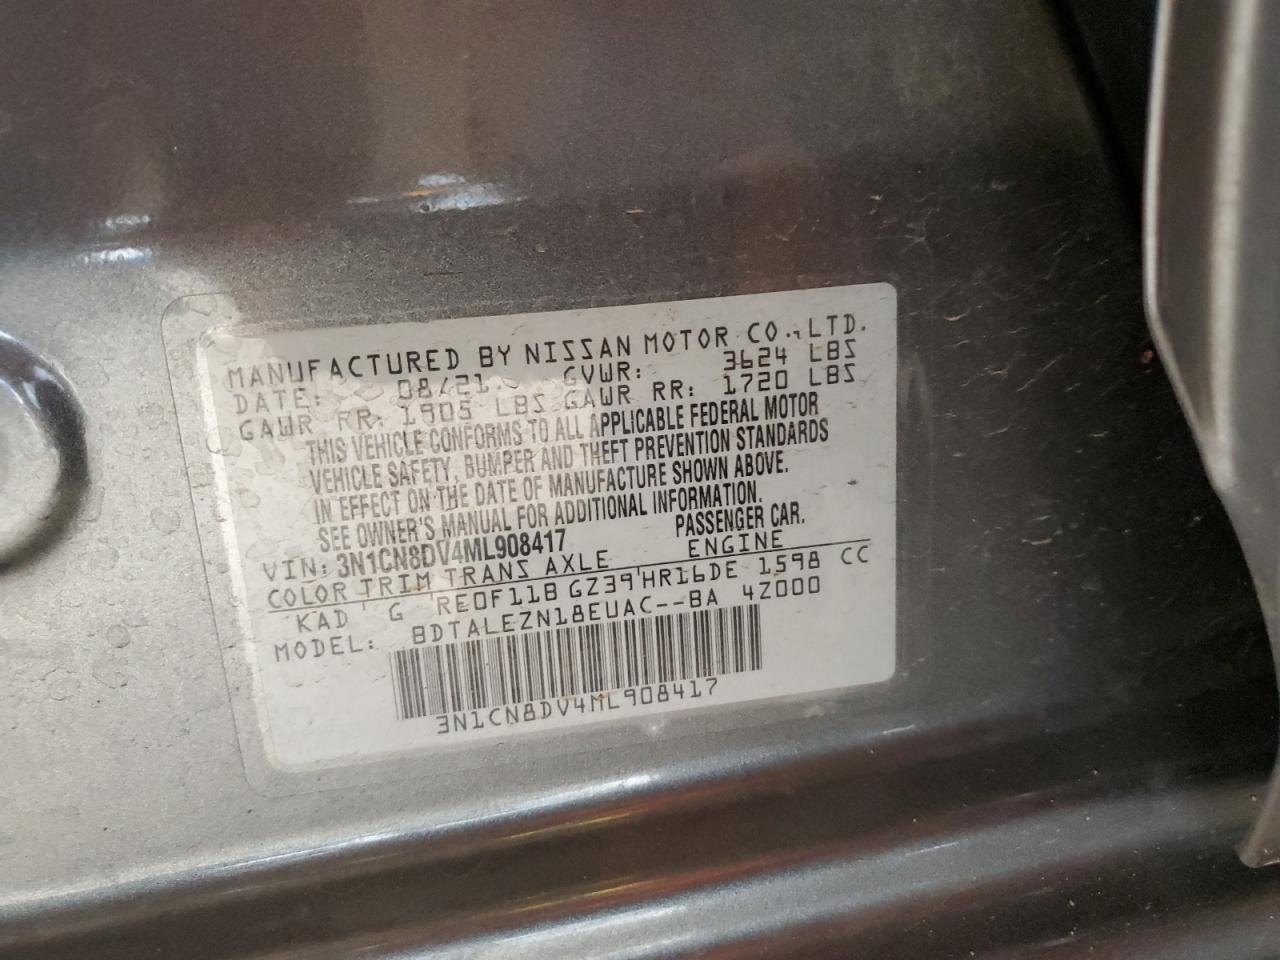 MANUFACTURED BY NISSAN MOTOR CO.,LTD.
DATE: 08/21 GVWR: 3624 LBS
GAWR FR: 1905 LBS GAWR RR: 1720 LBS
THIS VEHICLE CONFORMS TO ALL APPLICABLE FEDERAL MOTOR
VEHICLE SAFETY, BUMPER AND THEFT PREVENTION STANDARDS
IN EFFECT ON THE DATE OF MANUFACTURE SHOWN ABOVE.
SEE OWNER'S MANUAL FOR ADDITIONAL INFORMATION.
VIN: 3N1CN8DV4ML908417 PASSENGER CAR.
COLOR TRIM TRANS AXLE ENGINE
KAD G RE0F11B GZ39 HR16DE 1598 CC
MODEL: BDTALEZN18EUAC--BA 4Z000
3N1CN8DV4ML908417